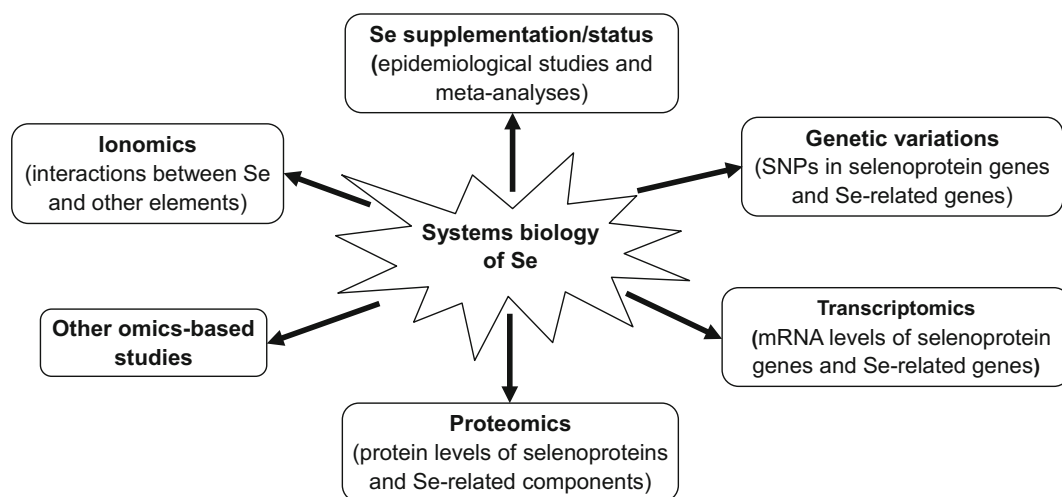 Se supplementation/status
(epidemiological studies and
meta-analyses)
Ionomics
(interactions between Se
and other elements)
Genetic variations
(SNPs in selenoprotein genes
and Se-related genes)
Systems biology
of Se
Other omics-based
studies
Transcriptomics
(mRNA levels of selenoprotein
genes and Se-related genes)
Proteomics
(protein levels of selenoproteins
and Se-related components)